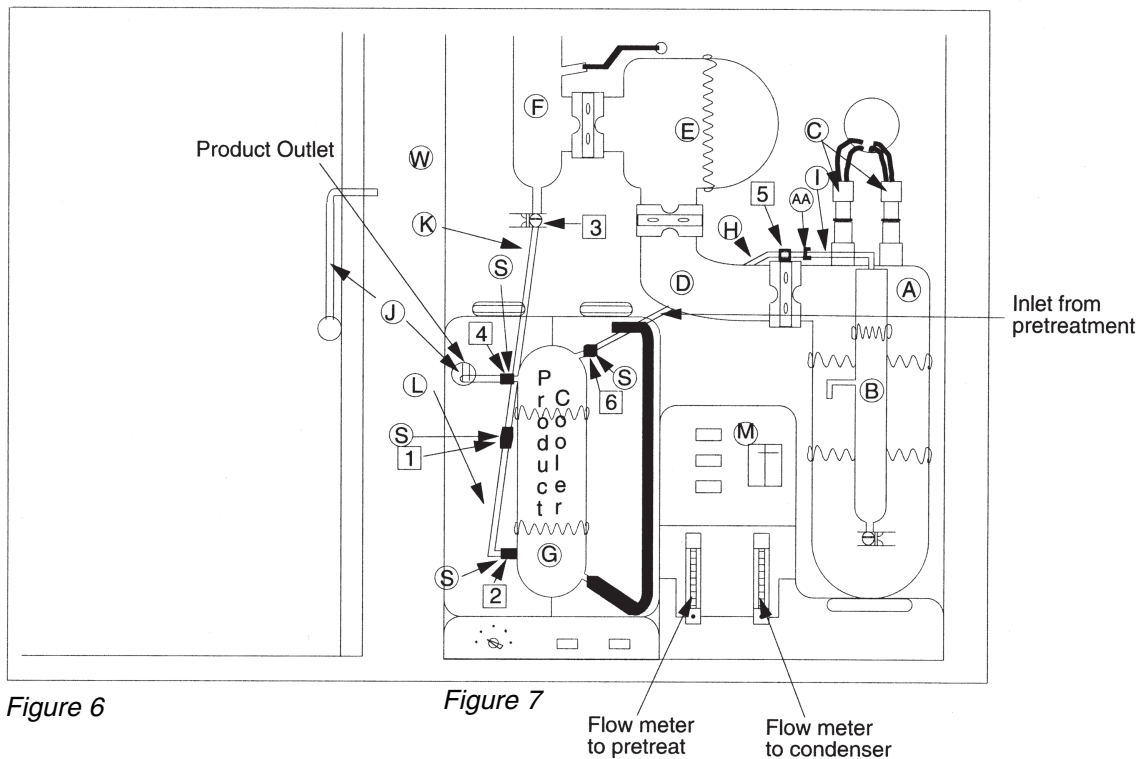 F
C
E
Product Outlet
W
I
5
AA
K
3
H
S
A
D
Inlet from
pretreatment
J
4
P
r
o
d
u
c
t
C
o
o
l
e
r
S
L
6
B
S
1
M
G
S
2
Figure 6
Figure 7
Flow meter
to pretreat
Flow meter
to condenser